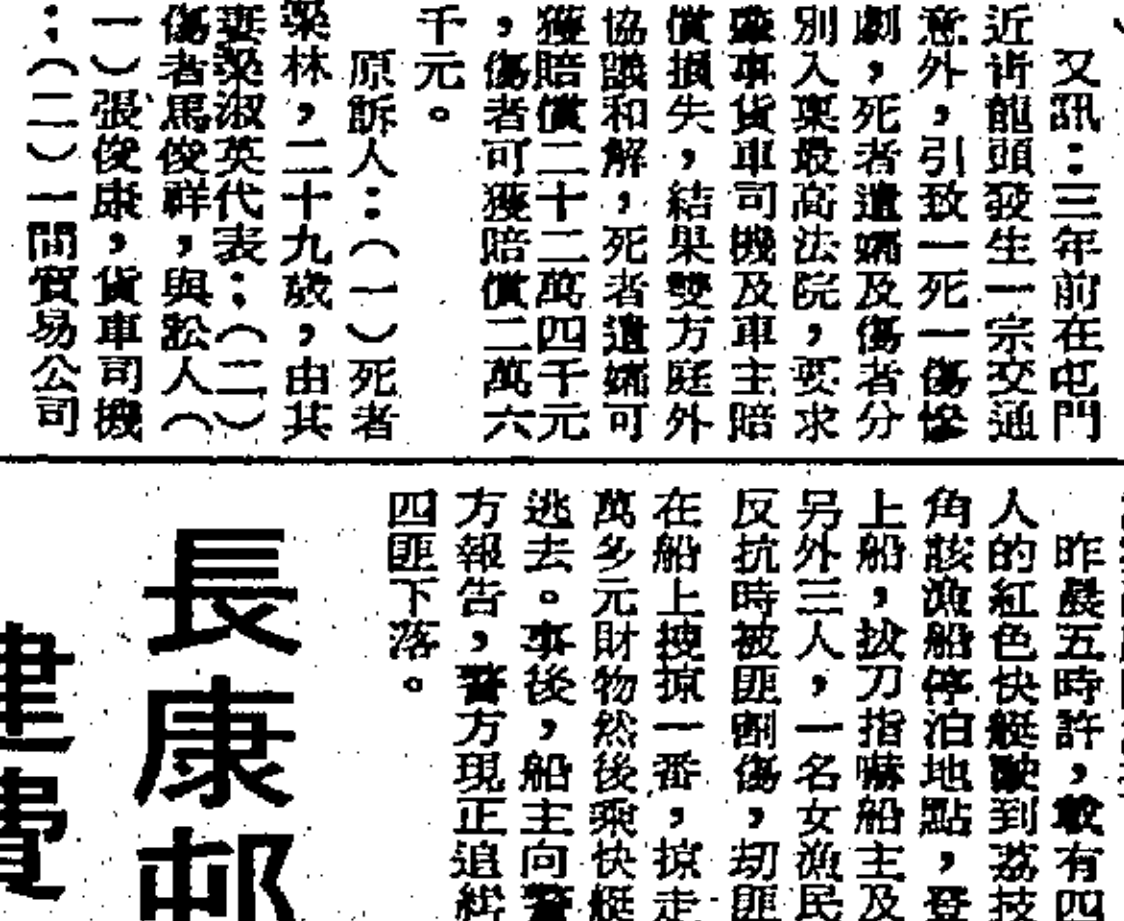 又訊：三年前在屯門
近靑龍頭發生一宗交通
意外，引致一死一傷慘
劇，死者遺孀及傷者分
別入稟最高法院，要求
肇事貨車司機及車主賠
償損失，結果雙方庭外
協議和解，死者遺孀可
獲賠償二十二萬四千元
，傷者可獲賠償二萬六
千元。
原訴人：（一）死者
梁林，二十九歲，由其
妻梁淑英代表；（二）
傷者馬俊群，與訟人（
一）張俊康，貨車司機
：（二）一間貿易公司
昨晨五時許，載有四
人的紅色快艇駛到荔枝
角該漁船停泊地點，登
上船，拔刀指嚇船主及
另外三人，一名女漁民
反抗時被匪割傷，刧匪
在船上搜掠一番，掠走
萬多元財物然後乘快艇
逃去。事後，船主向警
方報告，警方現正追緝
四匪下落。
長康邨
建費